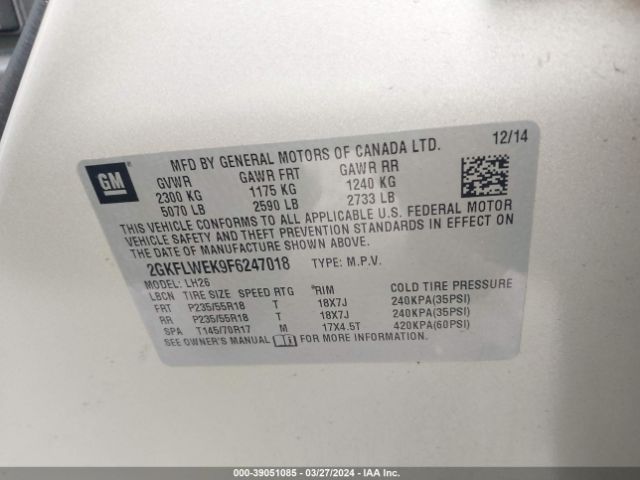 MFD BY GENERAL MOTORS OF CANADA LTD. 12/14
GM
GVWR GAWR FRT GAWR RR
2300 KG 1175 KG 1240 KG
5070 LB 2590 LB 2733 LB
THIS VEHICLE CONFORMS TO ALL APPLICABLE U.S. FEDERAL MOTOR
VEHICLE SAFETY AND THEFT PREVENTION STANDARDS IN EFFECT ON
THE DATE OF MANUFACTURE SHOWN ABOVE.
2GKFLWEK9F6247018 TYPE: M.P.V.
MODEL: LH26
LBCN TIRE SIZE SPEED RTG RIM COLD TIRE PRESSURE
FRT P235/55R18 T 18X7J 240KPA(35PSI)
RR P235/55R18 T 18X7J 240KPA(35PSI)
SPA T145/70R17 M 17X4.5T 420KPA(60PSI)
SEE OWNER'S MANUAL FOR MORE INFORMATION.
000-39051085 - 03/27/2024 - IAA Inc.